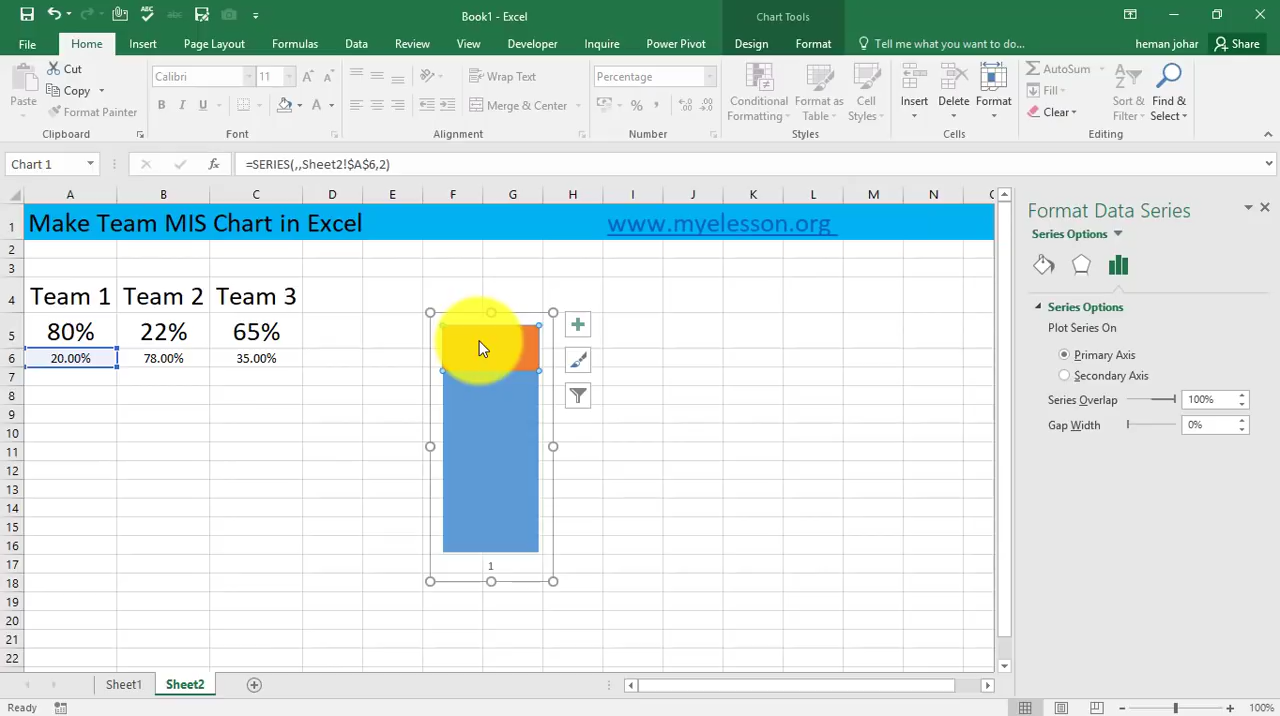 Book1 - Excel
Chart Tools
File Home Insert Page Layout Formulas Data Review View Developer Inquire Power Pivot Design Format Tell me what you want to do... heman johar Share
Paste
Cut
Copy
Format Painter
Clipboard
Calibri 11
B I U A
Font
Wrap Text
Merge & Center
Alignment
Percentage
%
Number
Conditional Formatting
Format as Table
Cell Styles
Styles
Insert Delete Format
Cells
AutoSum
Fill
Clear
Sort & Filter
Find & Select
Editing
Chart 1 fx =SERIES(,,Sheet2!$A$6,2)
A B C D E F G H I J K L M N
1 Make Team MIS Chart in Excel www.myelesson.org
2
3
4 Team 1 Team 2 Team 3
5 80% 22% 65%
6 20.00% 78.00% 35.00%
7
8
9
10
11
12
13
14
15
16
17 1
18
19
20
21
22
Format Data Series
Series Options
Series Options
Plot Series On
Primary Axis
Secondary Axis
Series Overlap 100%
Gap Width 0%
Sheet1 Sheet2
Ready 100%